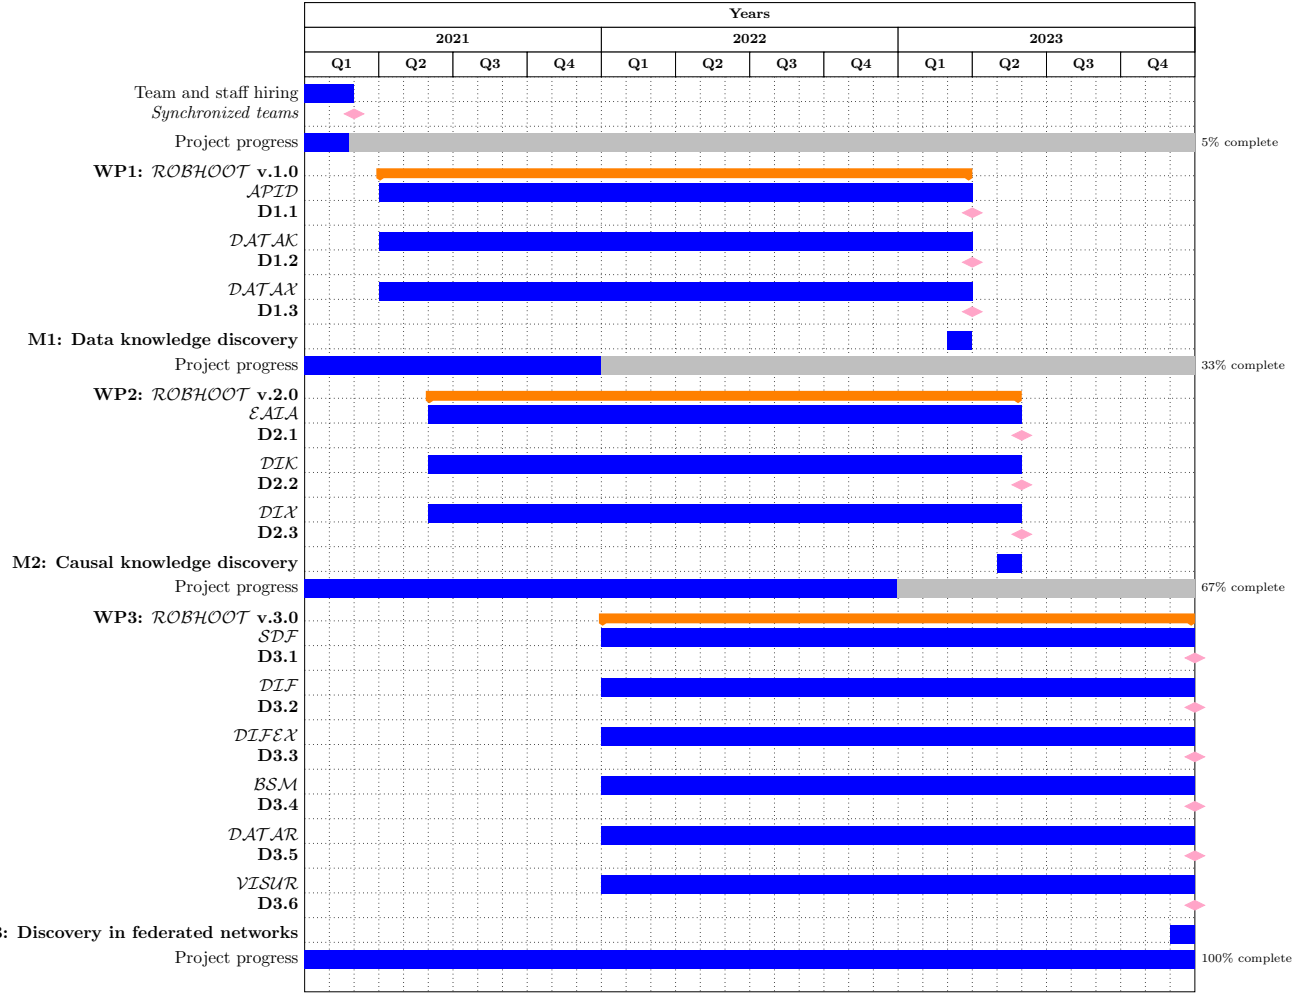 Years
2021 2022 2023
Q1 Q2 Q3 Q4 Q1 Q2 Q3 Q4 Q1 Q2 Q3 Q4
Team and staff hiring
Synchronized teams
Project progress 5% complete
WP1: ROBHOOT v.1.0
APID
D1.1
DATAK
D1.2
DATAX
D1.3
M1: Data knowledge discovery
Project progress 33% complete
WP2: ROBHOOT v.2.0
EAIA
D2.1
DIK
D2.2
DIX
D2.3
M2: Causal knowledge discovery
Project progress 67% complete
WP3: ROBHOOT v.3.0
SDF
D3.1
DIF
D3.2
DIFEX
D3.3
BSM
D3.4
DATAR
D3.5
VISUR
D3.6
: Discovery in federated networks
Project progress 100% complete